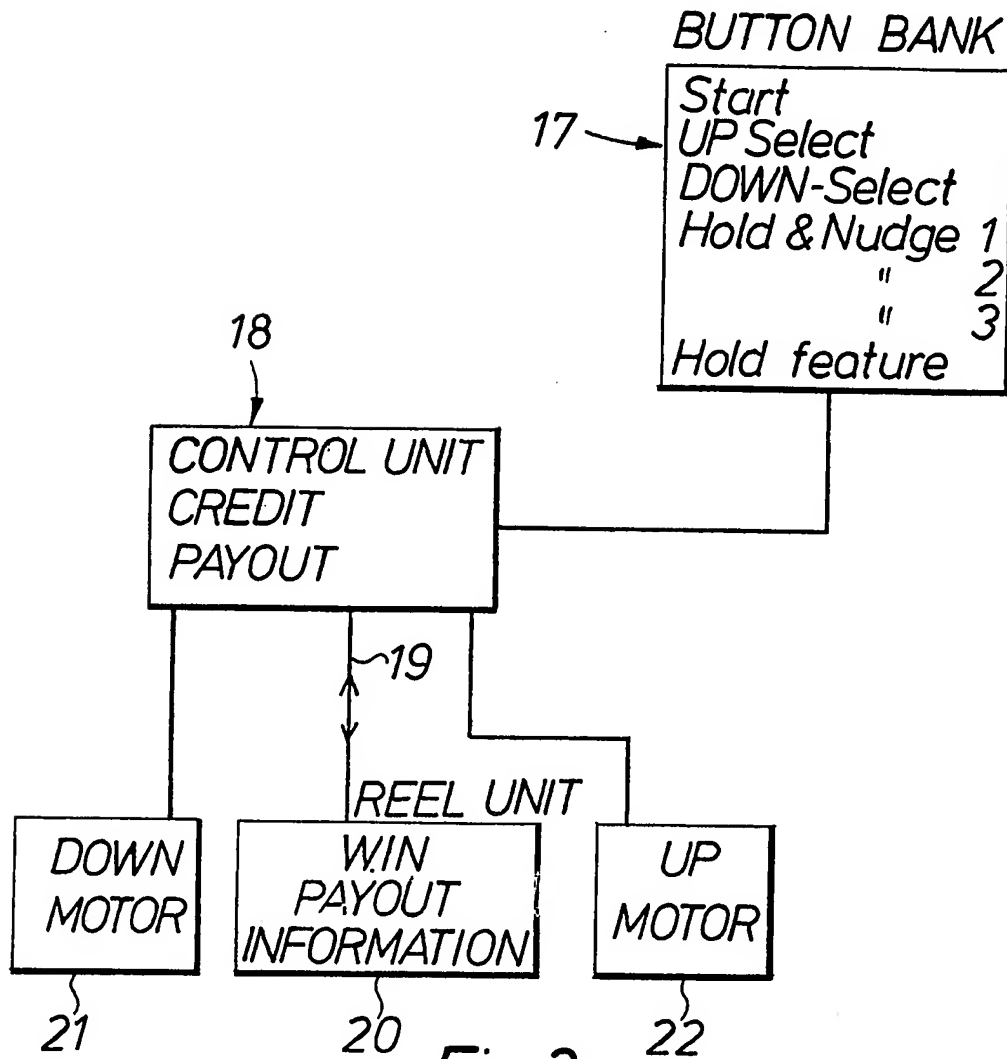 BUTTON BANK
Start
17
UP Select
DOWN-Select
Hold & Nudge 1
" 2
" 3
Hold feature
18
CONTROL UNIT
CREDIT
PAYOUT
19
REEL UNIT
DOWN
MOTOR
WIN
PAYOUT
INFORMATION
UP
MOTOR
21
20
22